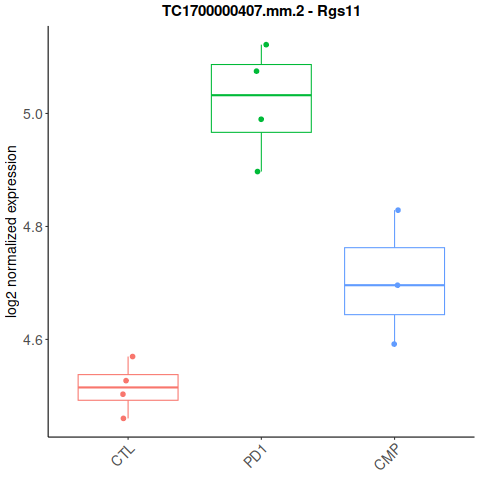 TC1700000407.mm.2 - Rgs11
log2 normalized expression
5.0
4.8
4.6
CTL
PD1
CMP